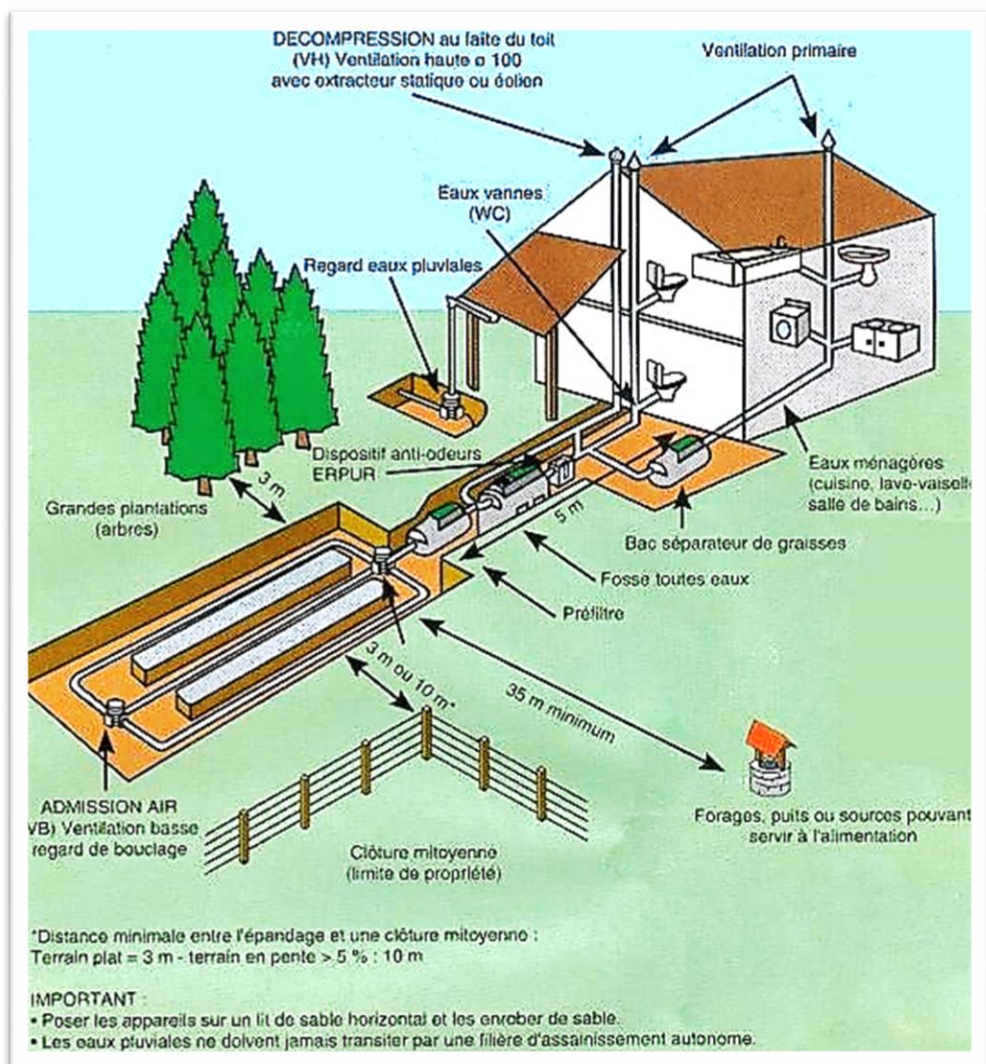 DECOMPRESSION au faîte du toit
(VH) Ventilation haute ø 100
avec extracteur statique ou éolien
Ventilation primaire
Eaux vannes
(WC)
Regard eaux pluviales
Dispositif anti-odeurs
ERPUR
3 m
Grandes plantations
(arbres)
5 m
Eaux ménagères
(cuisine, lave-vaisell
salle de bains...)
Bac séparateur de graisses
Fosse toutes eaux
Préfiltre
3 m ou 10 m*
35 m minimum
ADMISSION AIR
VB) Ventilation basse
regard de bouclage
Clôture mitoyenne
(limite de propriété)
Forages, puits ou sources pouvant
servir à l'alimentation
*Distance minimale entre l'épandage et une clôture mitoyenne :
Terrain plat = 3 m - terrain en pente > 5 % : 10 m
IMPORTANT :
• Poser les appareils sur un lit de sable horizontal et les enrober de sable.
• Les eaux pluviales ne doivent jamais transiter par une filière d'assainissement autonome.